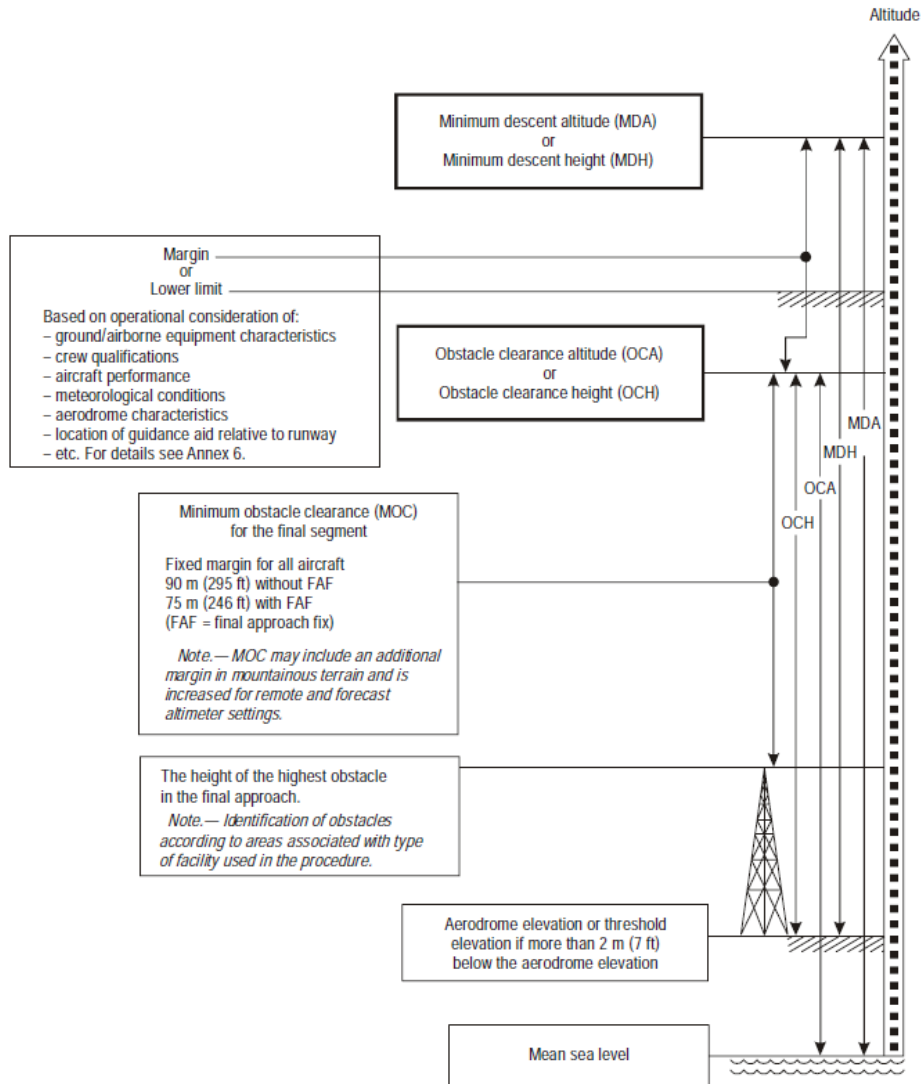 Altitude
Minimum descent altitude (MDA)
or
Minimum descent height (MDH)
Margin
or
Lower limit
Based on operational consideration of:
– ground/airborne equipment characteristics
– crew qualifications
– aircraft performance
– meteorological conditions
– aerodrome characteristics
– location of guidance aid relative to runway
– etc. For details see Annex 6.
Obstacle clearance altitude (OCA)
or
Obstacle clearance height (OCH)
MDA
MDH
OCA
OCH
Minimum obstacle clearance (MOC)
for the final segment
Fixed margin for all aircraft
90 m (295 ft) without FAF
75 m (246 ft) with FAF
(FAF = final approach fix)
Note.— MOC may include an additional
margin in mountainous terrain and is
increased for remote and forecast
altimeter settings.
The height of the highest obstacle
in the final approach.
Note.— Identification of obstacles
according to areas associated with type
of facility used in the procedure.
Aerodrome elevation or threshold
elevation if more than 2 m (7 ft)
below the aerodrome elevation
Mean sea level